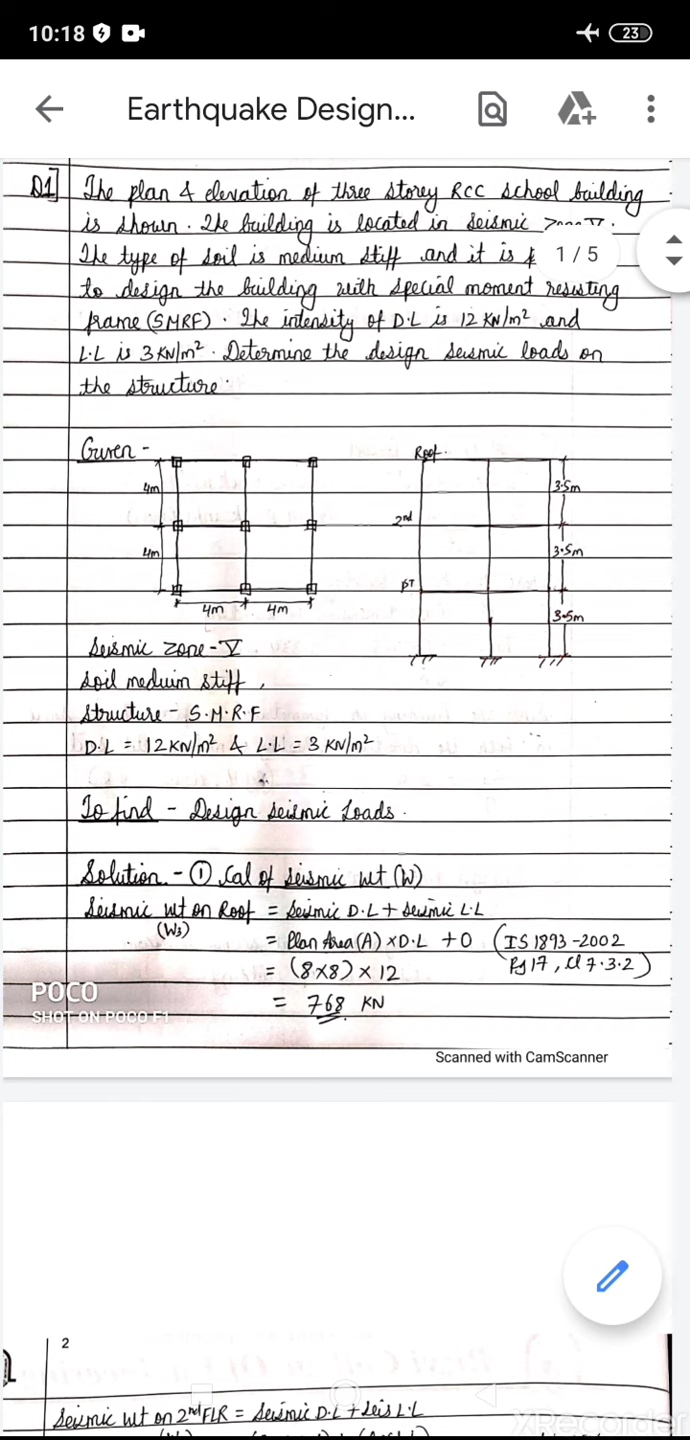 10:18
23
Earthquake Design...
1 / 5
Q1] The plan & elevation of three storey RCC school building
is shown. The building is located in seismic
The type of soil is medium stiff and it is
to design the building with special moment resisting
frame (SMRF). The intensity of D.L is 12 KN/m² and
L.L is 3 KN/m². Determine the design seismic loads on
the structure.
Given -
4m
4m
4m
4m
Roof.
2nd
3.5m
3.5m
3.5m
Seismic zone - V
Soil meduim stiff,
Structure - S.M.R.F
D.L = 12 KN/m² & L.L = 3 KN/m²
To find - Design seismic Loads.
Solution. - ① Cal of seismic wt (W)
Seismic wt on Roof = Seismic D.L + Seismic L.L
(W3)
= Plan Area (A) × D.L + 0 (IS 1893-2002
Pg 17, Cl 7.3.2)
= (8×8) × 12
= 768 KN
POCO
SHOT ON POCO F1
Scanned with CamScanner
2
Seismic wt on 2nd FLR = Seismic D.L + Seis L.L
XRecorder